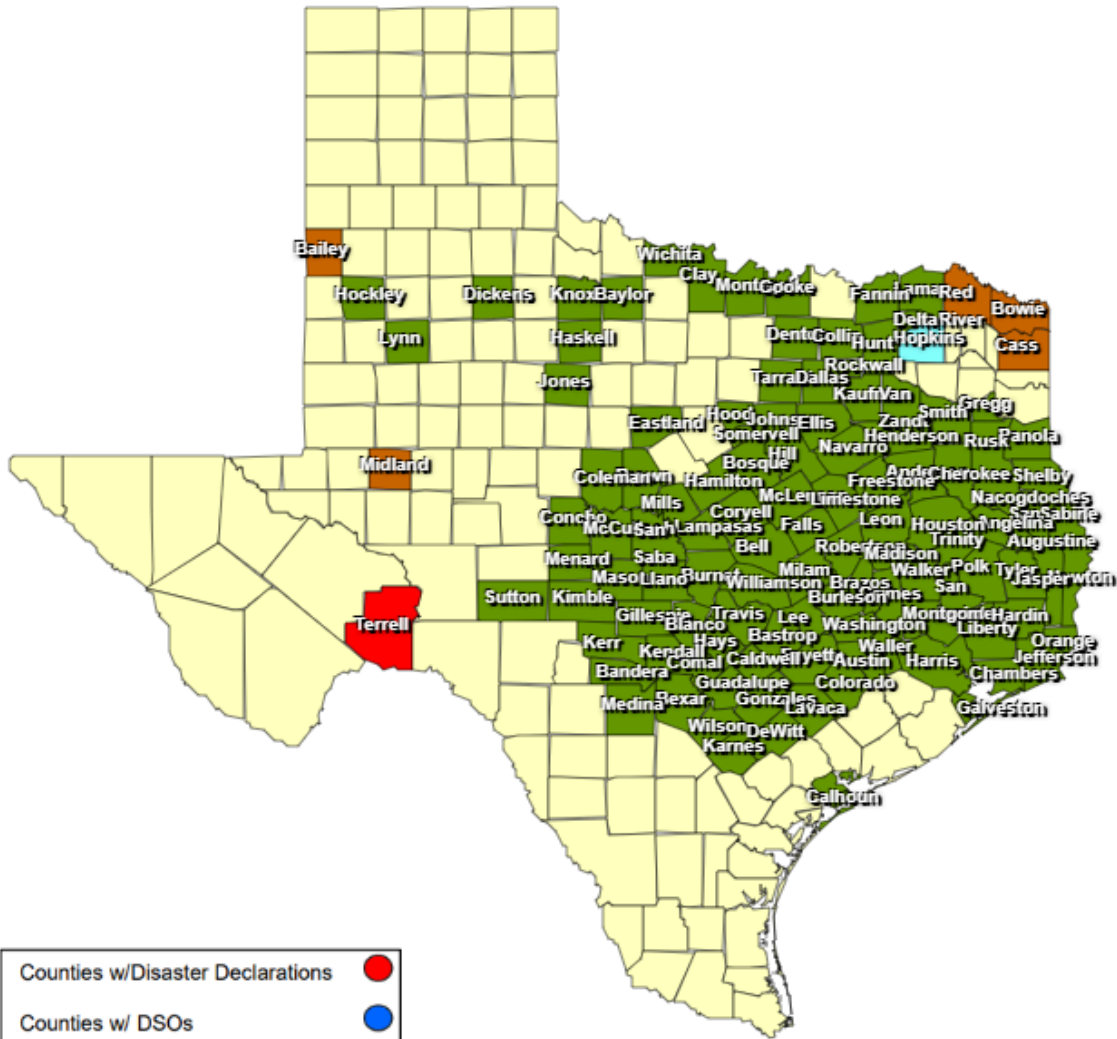 Bailey
Wichita
Clay
Cooke
Hockley
Dickens
Knox
Baylor
Fannin
Red
Bowie
Lynn
Haskell
Delta
River
Hopkins
Hunt
Cass
Rockwall
Jones
Dallas
Van
Eastland
Hood
Ellis
Smith
Gregg
Somervell
Navarro
Henderson
Rusk
Panola
Midland
Hill
Bosque
Coleman
Hamilton
Freestone
Cherokee
Shelby
Mills
Limestone
Nacogdoches
Sabine
Concho
Coryell
Lampasas
Falls
Leon
Houston
Angelina
Trinity
Augustine
Menard
Saba
Bell
Madison
Llano
Burnet
Milam
Walker
Polk
Tyler
Williamson
Brazos
San
Jasper
Sutton
Kimble
Burleson
Terrell
Travis
Lee
Hardin
Blanco
Washington
Liberty
Kerr
Hays
Bastrop
Waller
Orange
Kendall
Comal
Caldwell
Austin
Harris
Jefferson
Bandera
Guadalupe
Colorado
Chambers
Medina
Gonzales
Lavaca
Galveston
Wilson
DeWitt
Karnes
Calhoun
Counties w/Disaster Declarations
Counties w/ DSOs